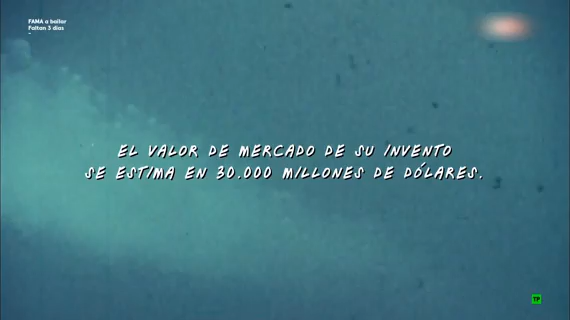 FAMA a bailar
Faltan 3 días
EL VALOR DE MERCADO DE SU INVENTO
SE ESTIMA EN 30.000 MILLONES DE DÓLARES.
TP